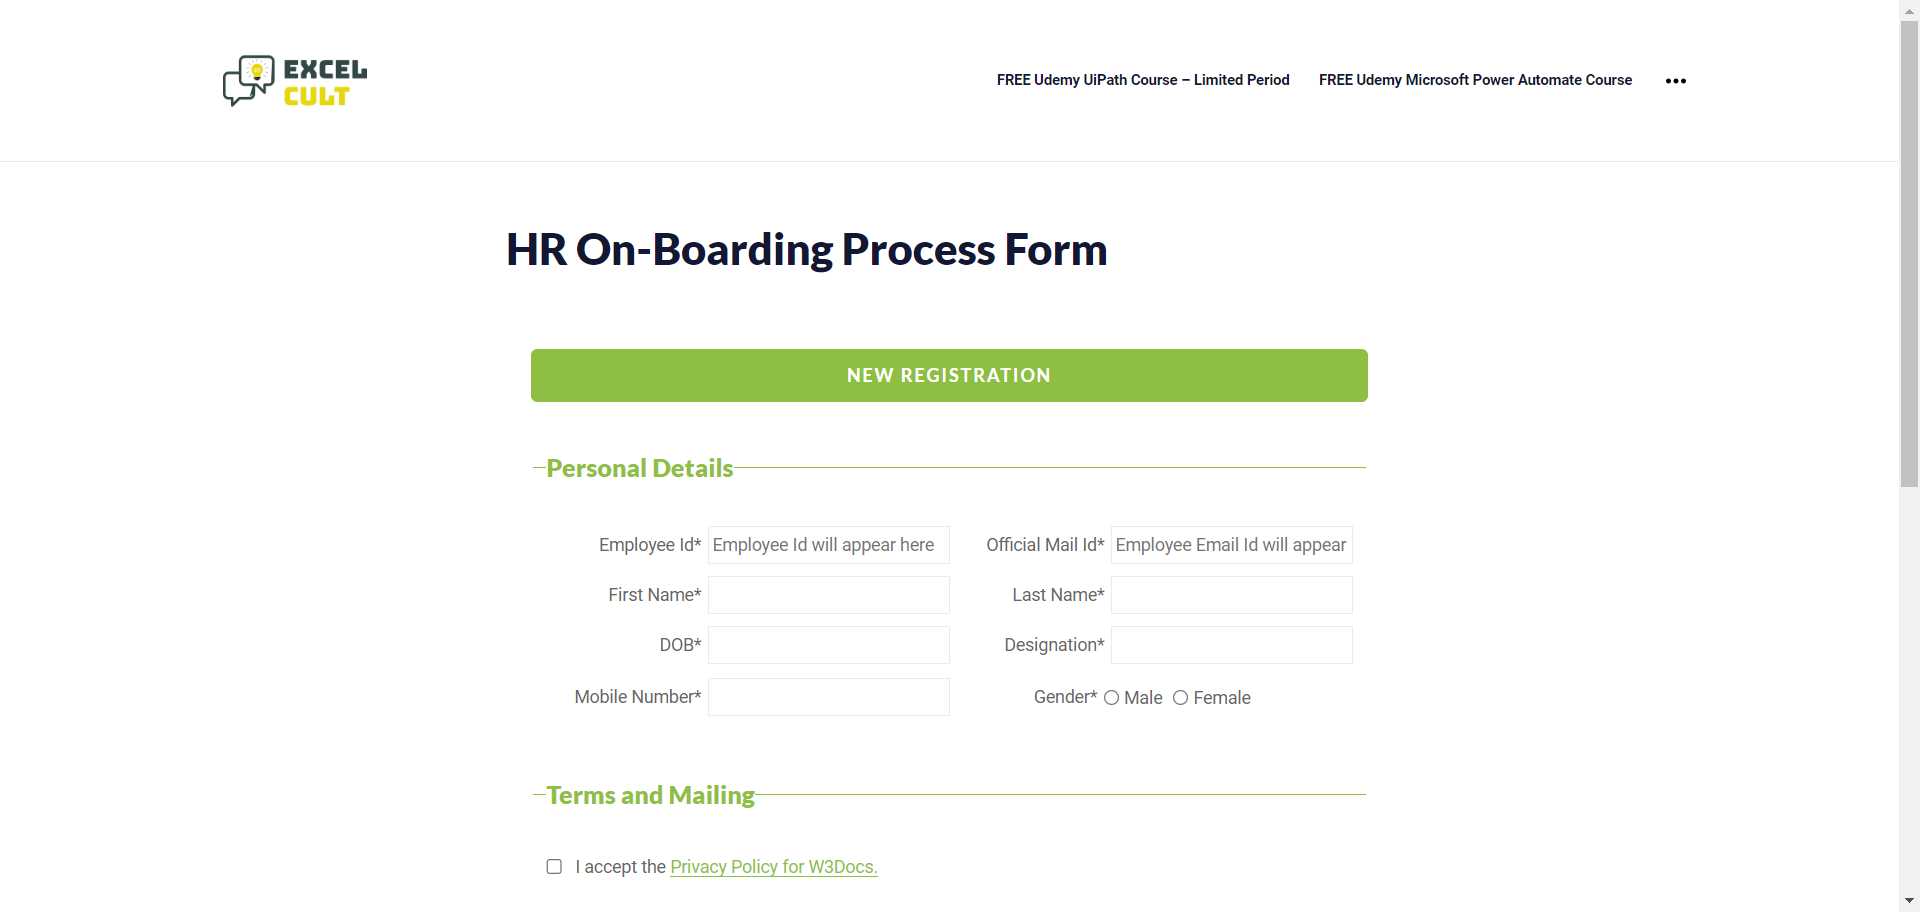 EXCEL
CULT
FREE Udemy UiPath Course – Limited Period
FREE Udemy Microsoft Power Automate Course
HR On-Boarding Process Form
NEW REGISTRATION
Personal Details
Employee Id* Employee Id will appear here Official Mail Id* Employee Email Id will appear
First Name* Last Name*
DOB* Designation*
Mobile Number* Gender* Male Female
Terms and Mailing
I accept the Privacy Policy for W3Docs.